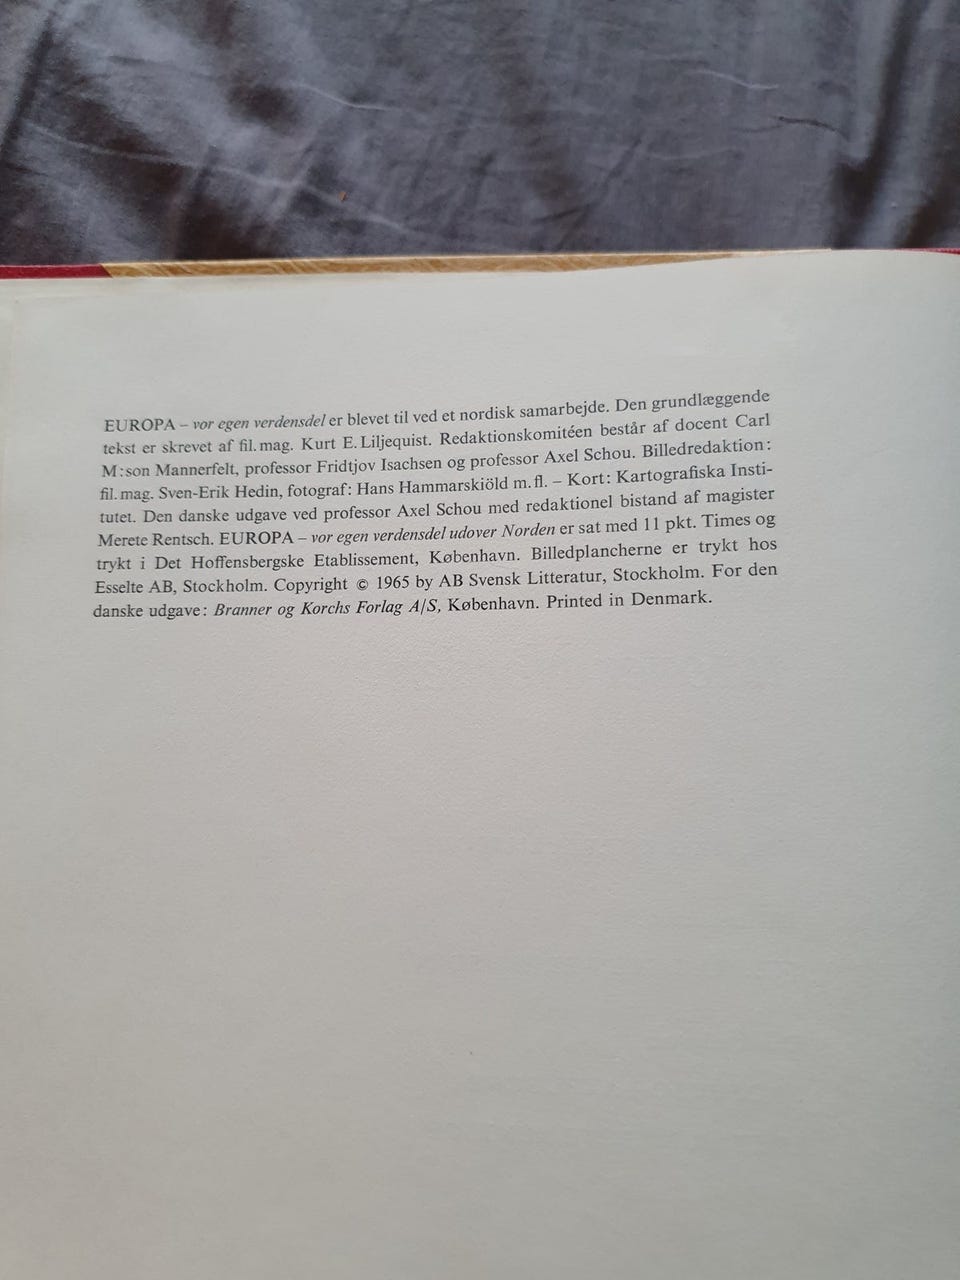 EUROPA – vor egen verdensdel er blevet til ved et nordisk samarbejde. Den grundlæggende
tekst er skrevet af fil. mag. Kurt E. Liljequist. Redaktionskomitéen består af docent Carl
M:son Mannerfelt, professor Fridtjov Isachsen og professor Axel Schou. Billedredaktion:
fil. mag. Sven-Erik Hedin, fotograf: Hans Hammarskiöld m. fl. – Kort: Kartografiska Insti-
tutet. Den danske udgave ved professor Axel Schou med redaktionel bistand af magister
Merete Rentsch. EUROPA – vor egen verdensdel udover Norden er sat med 11 pkt. Times og
trykt i Det Hoffensbergske Etablissement, København. Billedplancherne er trykt hos
Esselte AB, Stockholm. Copyright © 1965 by AB Svensk Litteratur, Stockholm. For den
danske udgave: Branner og Korchs Forlag A/S, København. Printed in Denmark.